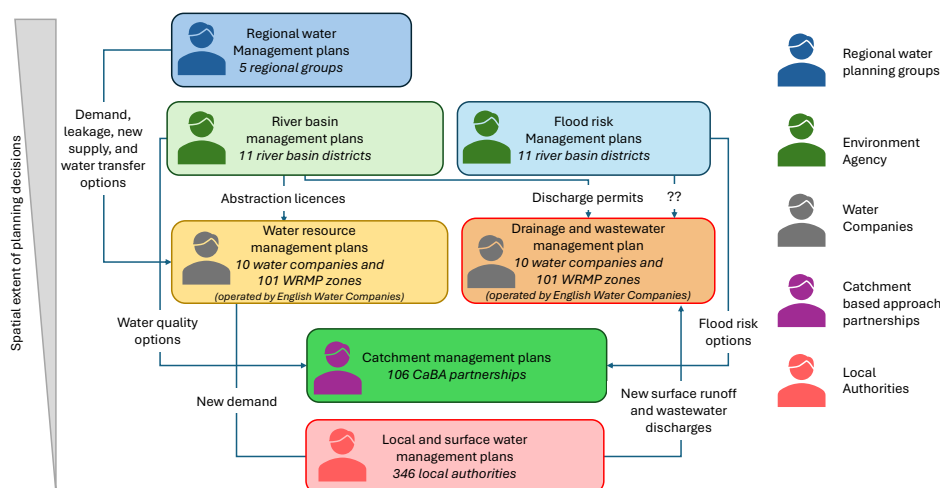 Spatial extent of planning decisions
Regional water
Management plans
5 regional groups
Demand,
leakage, new
supply, and
water transfer
options
River basin
management plans
11 river basin districts
Flood risk
Management Plans
11 river basin districts
Abstraction licences
Discharge permits
??
Water resource
management plans
10 water companies and
101 WRMP zones
(operated by English Water Companies)
Drainage and wastewater
management plan
10 water companies and
101 WRMP zones
(operated by English Water Companies)
Water quality
options
Flood risk
options
Catchment management plans
106 CaBA partnerships
New demand
New surface runoff
and wastewater
discharges
Local and surface water
management plans
346 local authorities
Regional water
planning groups
Environment
Agency
Water
Companies
Catchment
based approach
partnerships
Local
Authorities